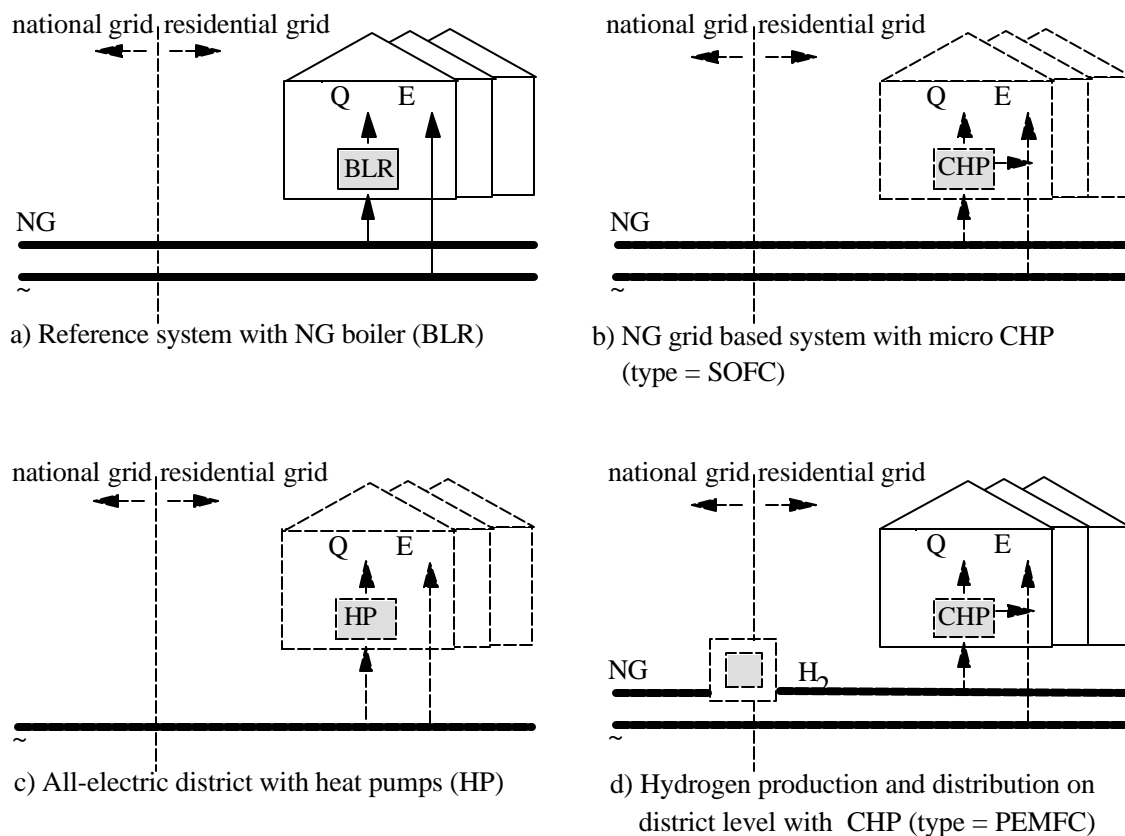 national grid residential grid
Q E
BLR
NG
~
a) Reference system with NG boiler (BLR)
national grid residential grid
Q E
CHP
NG
~
b) NG grid based system with micro CHP
(type = SOFC)
national grid residential grid
Q E
HP
~
c) All-electric district with heat pumps (HP)
national grid residential grid
Q E
CHP
NG H2
~
d) Hydrogen production and distribution on
district level with CHP (type = PEMFC)